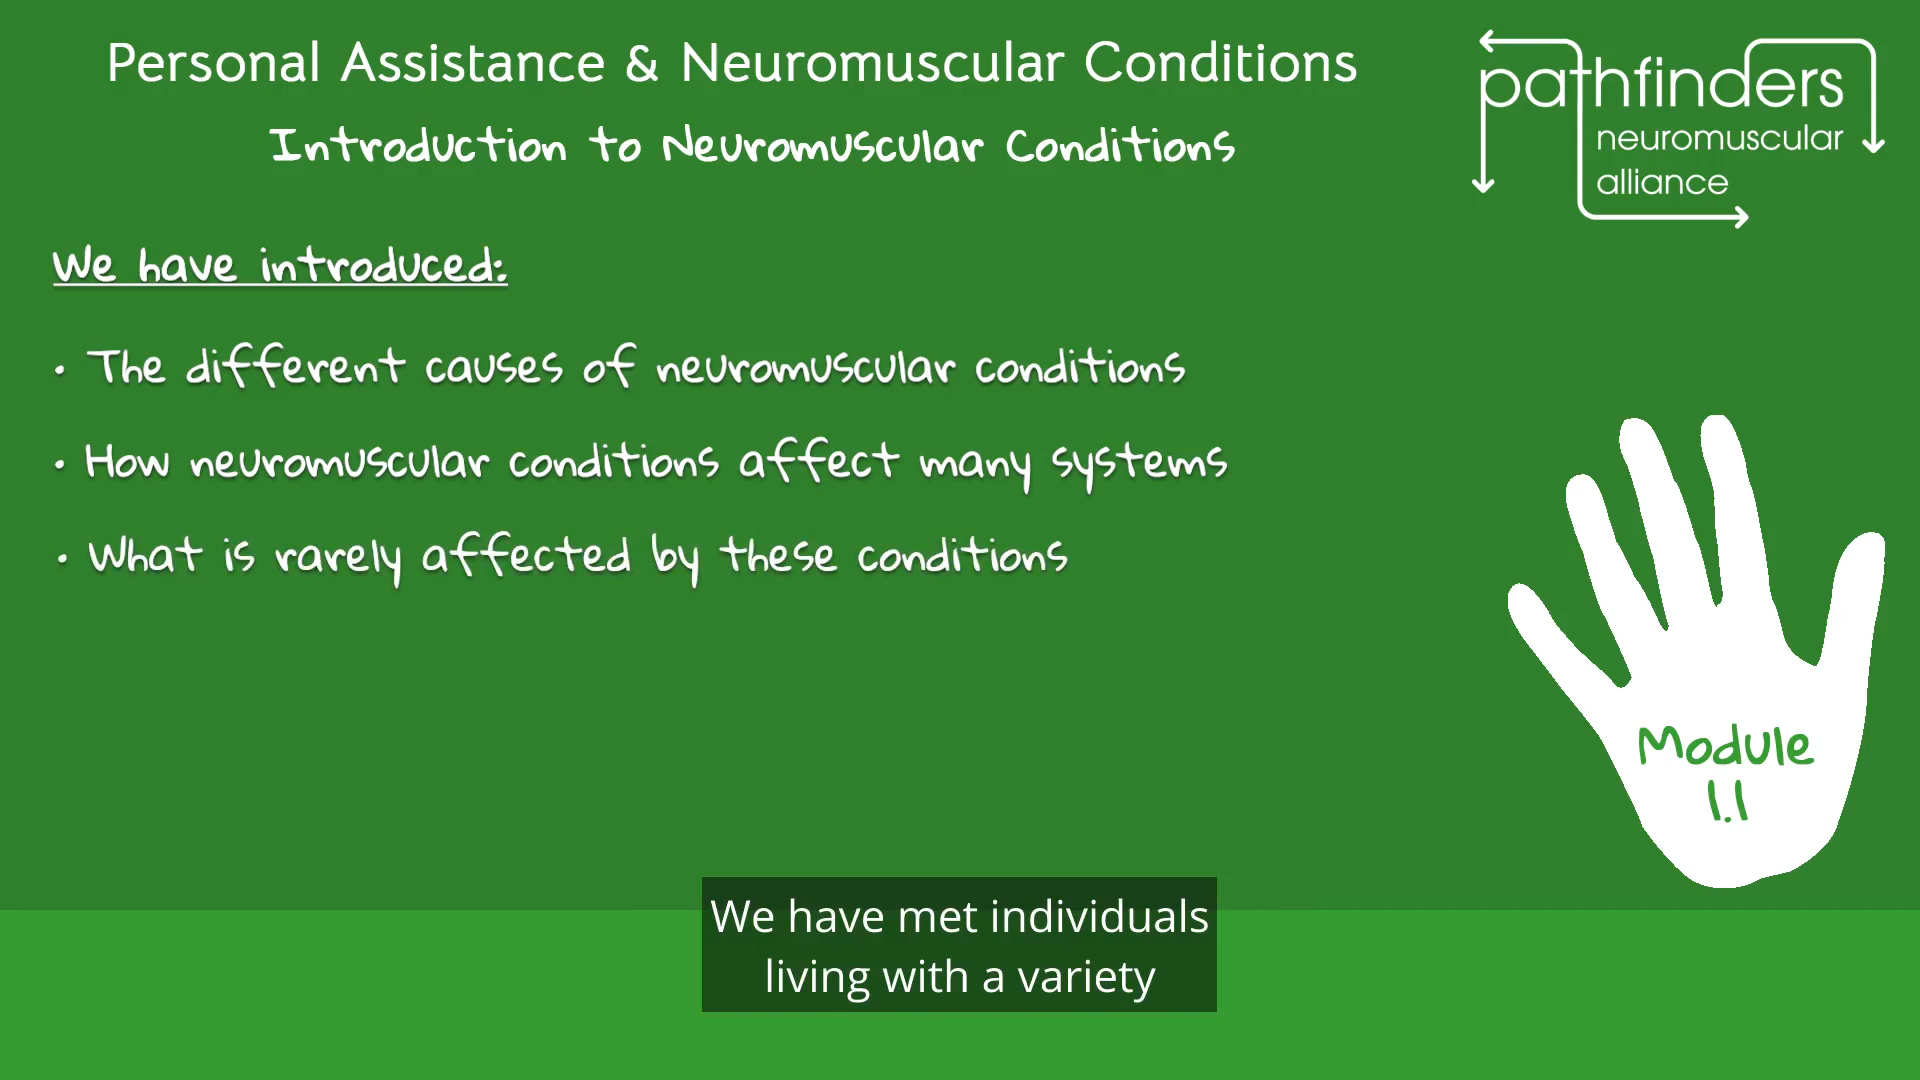 Personal Assistance & Neuromuscular Conditions
Introduction to Neuromuscular Conditions
pathfinders
neuromuscular
alliance
We have introduced:
• The different causes of neuromuscular conditions
• How neuromuscular conditions affect many systems
• What is rarely affected by these conditions
Module
1.1
We have met individuals
living with a variety